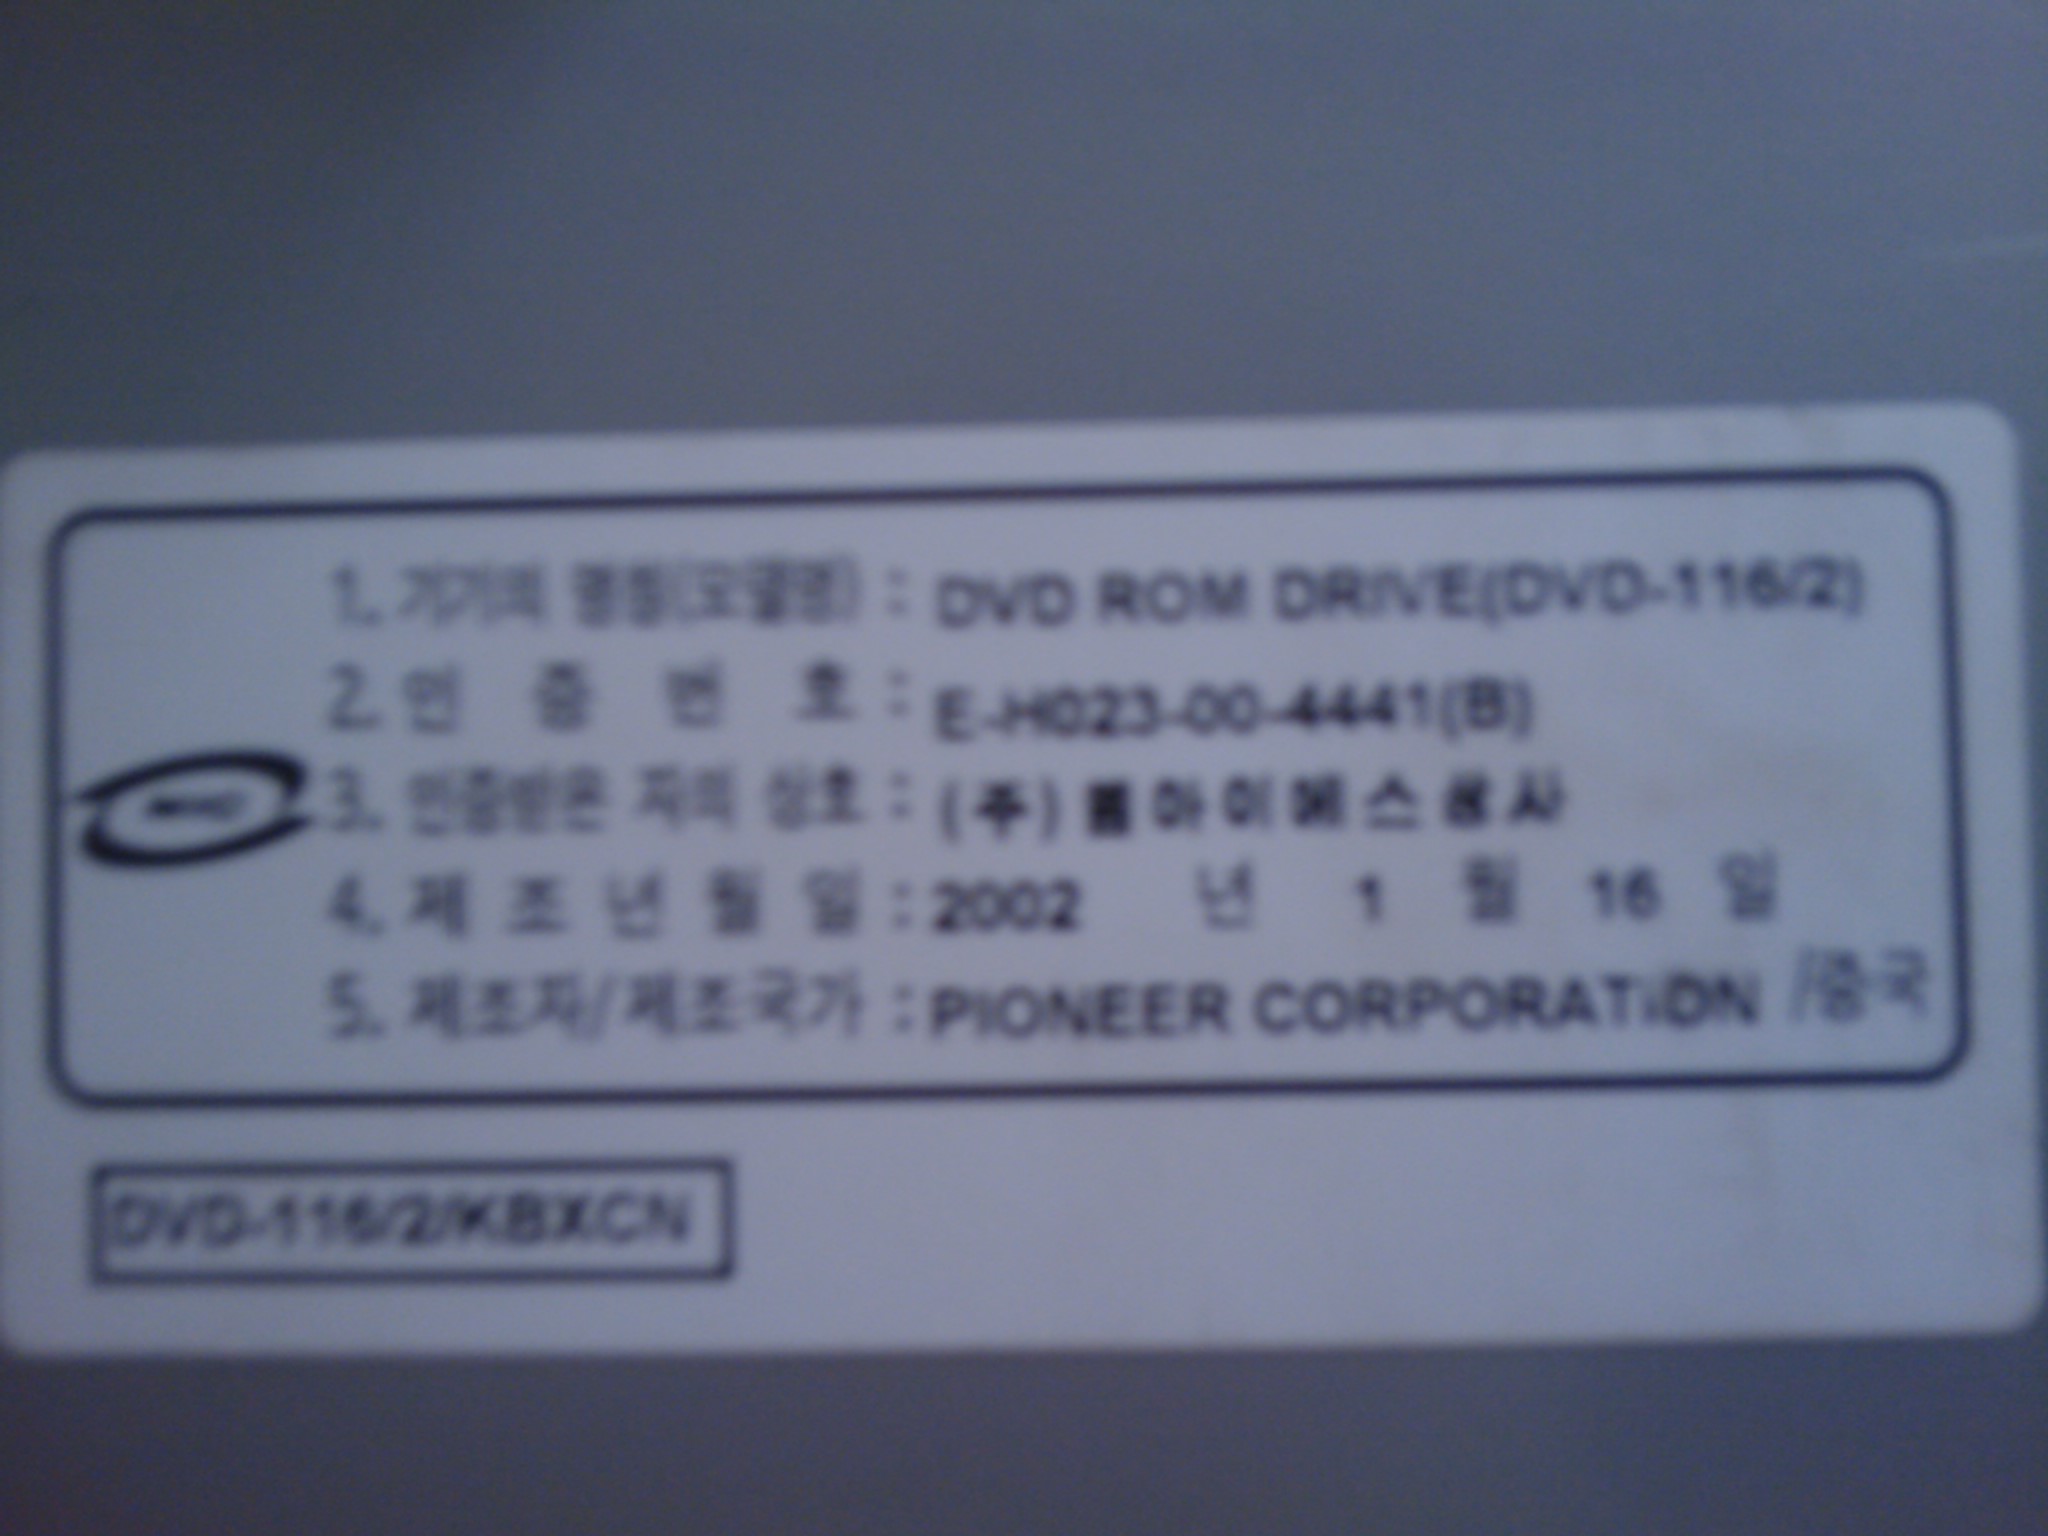 1. 기기의 명칭(모델명) : DVD ROM DRIVE(DVD-116/2)
2. 인 증 번 호 : E-H023-00-4441(B)
3. 인증받은 자의 상호 : (주)
4. 제 조 년 월 일 : 2002 년 1 월 16 일
5. 제조자/제조국가 : PIONEER CORPORATION /중국
DVD-116/2/KBXCN